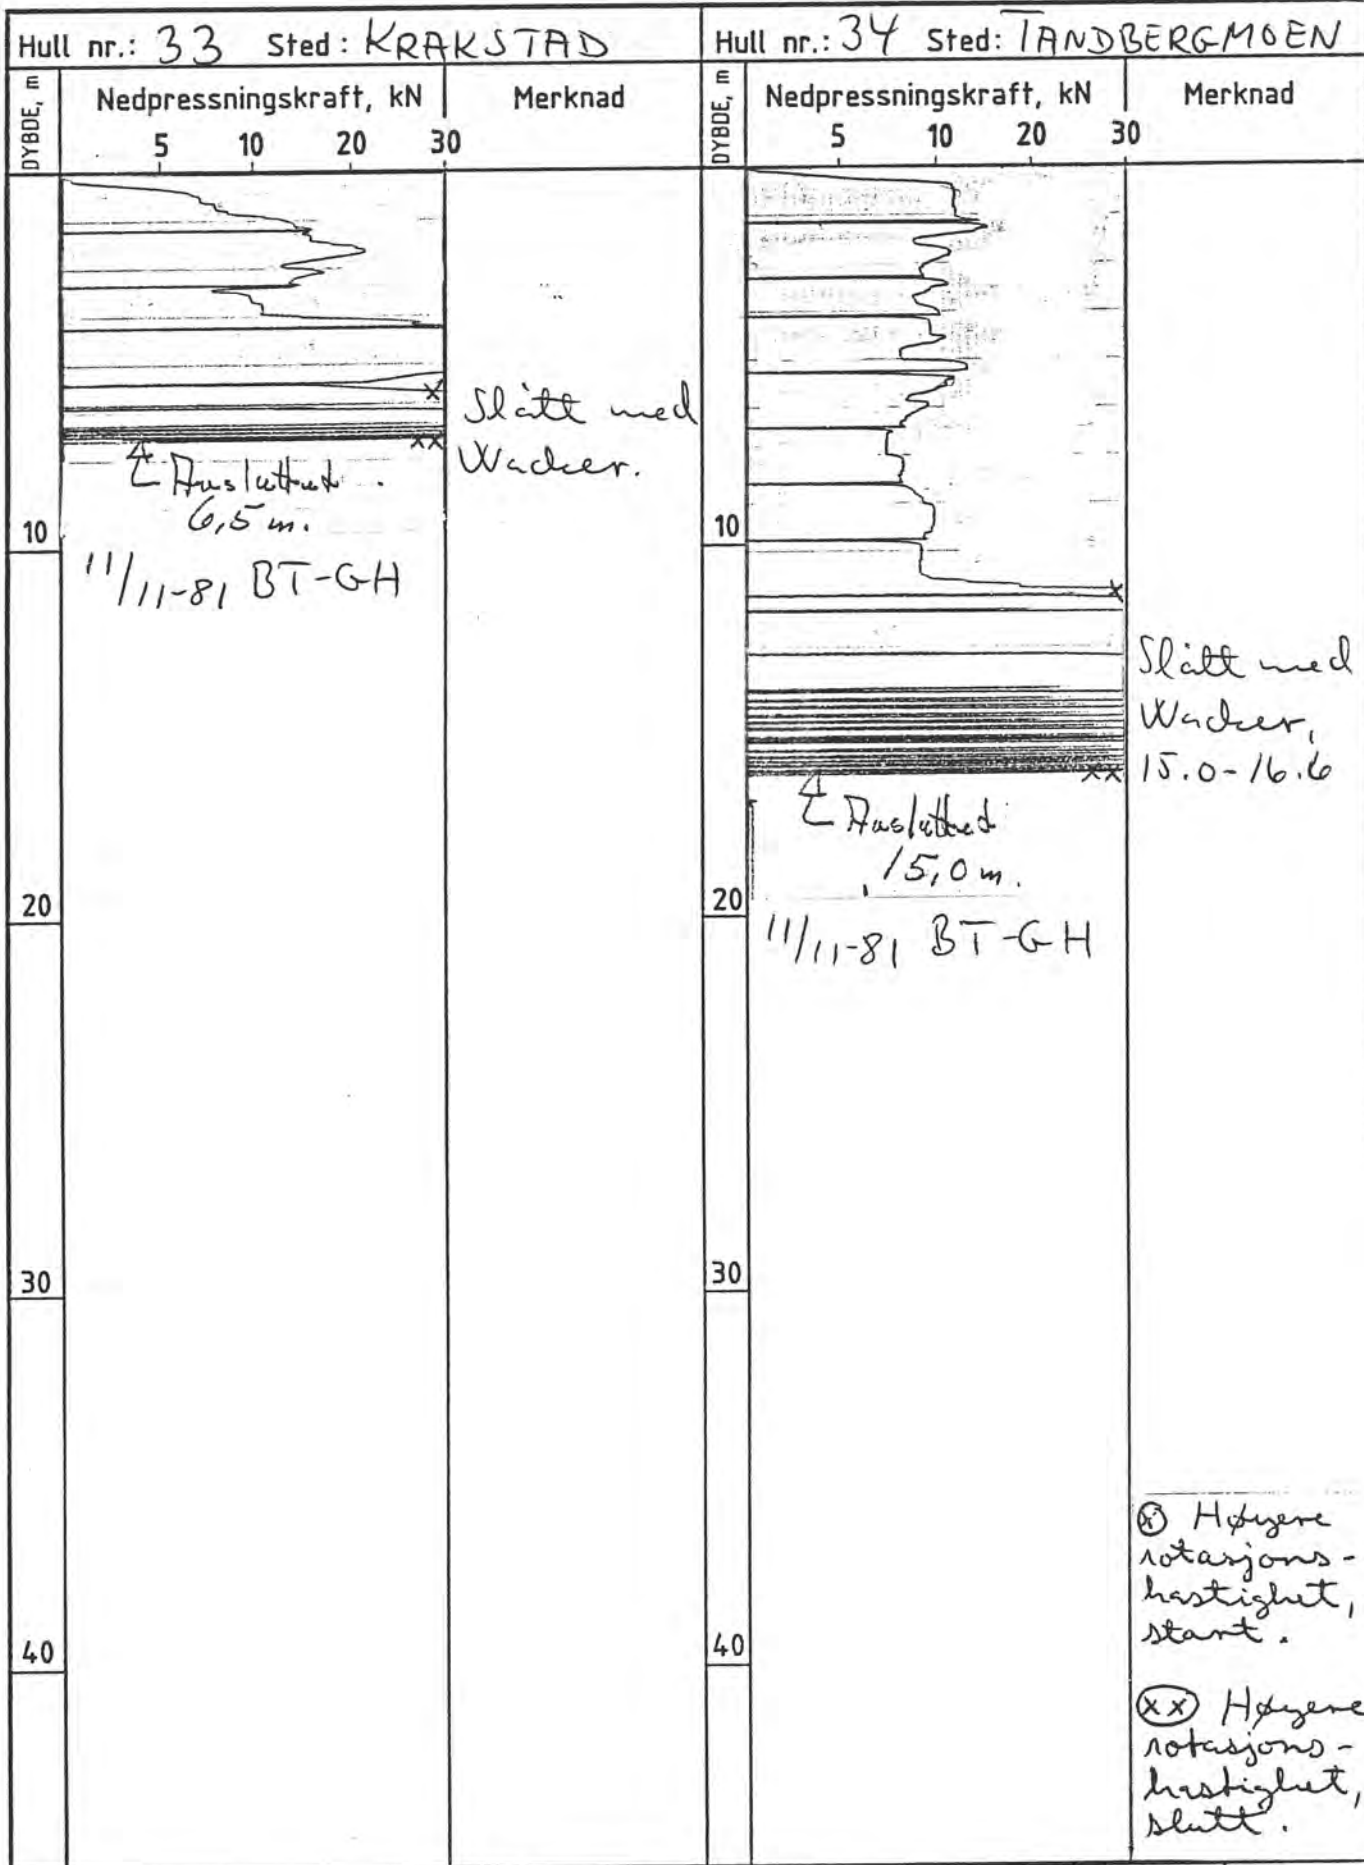 Hull nr.: 33 Sted: KRAKSTAD
DYBDE, m
Nedpressningskraft, kN
Merknad
5 10 20 30
Slått med
Wacker.
Avsluttet
6,5 m.
10
11/11-81 BT-GH
20
30
40
Hull nr.: 34 Sted: TANDBERGMOEN
DYBDE, m
Nedpressningskraft, kN
Merknad
5 10 20 30
10
Slått med
Wacker,
15.0-16.6
Avsluttet
15,0 m.
20
11/11-81 BT-GH
30
40
x Høyere
rotasjons-
hastighet,
start.
xx Høyere
rotasjons-
hastighet,
slutt.